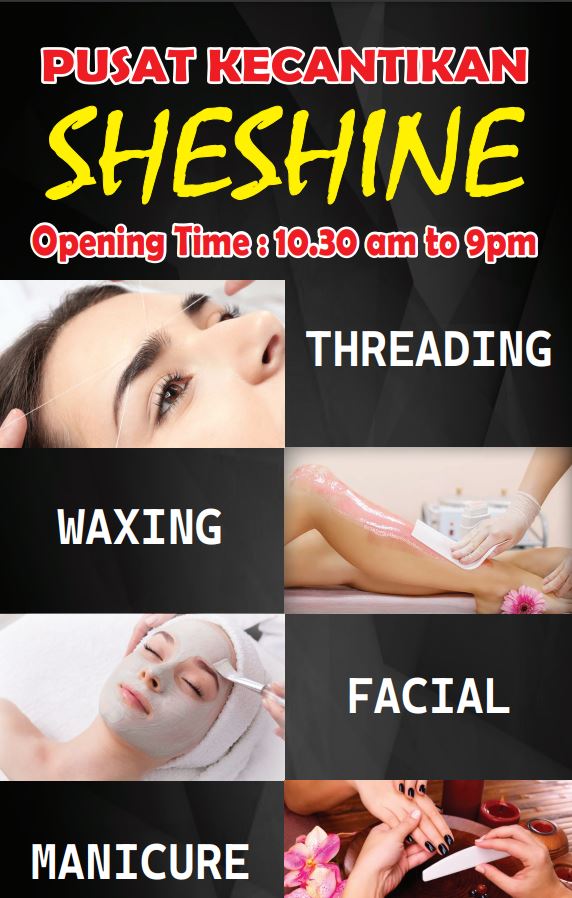 PUSAT KECANTIKAN
SHESHINE
Opening Time : 10.30 am to 9pm
THREADING
WAXING
FACIAL
MANICURE